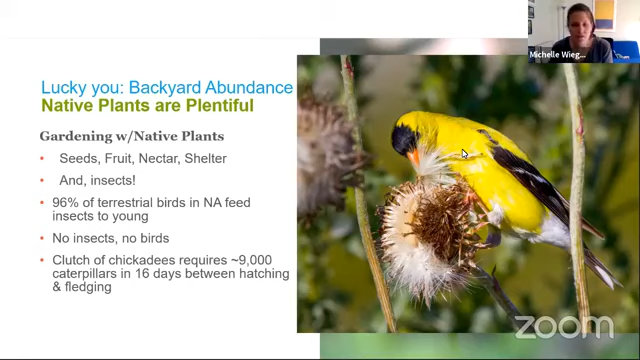 Lucky you: Backyard Abundance
Native Plants are Plentiful
Gardening w/Native Plants
• Seeds, Fruit, Nectar, Shelter
• And, insects!
• 96% of terrestrial birds in NA feed
insects to young
• No insects, no birds
• Clutch of chickadees requires ~9,000
caterpillars in 16 days between hatching
& fledging
Michelle Wieg...
zoom